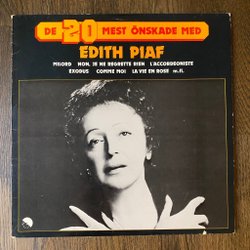 DE 20 MEST ÖNSKADE MED
EDITH PIAF
MILORD NON, JE NE REGRETTE RIEN L'ACCORDEONISTE
EXODUS COMME MOI LA VIE EN ROSE m.fl.